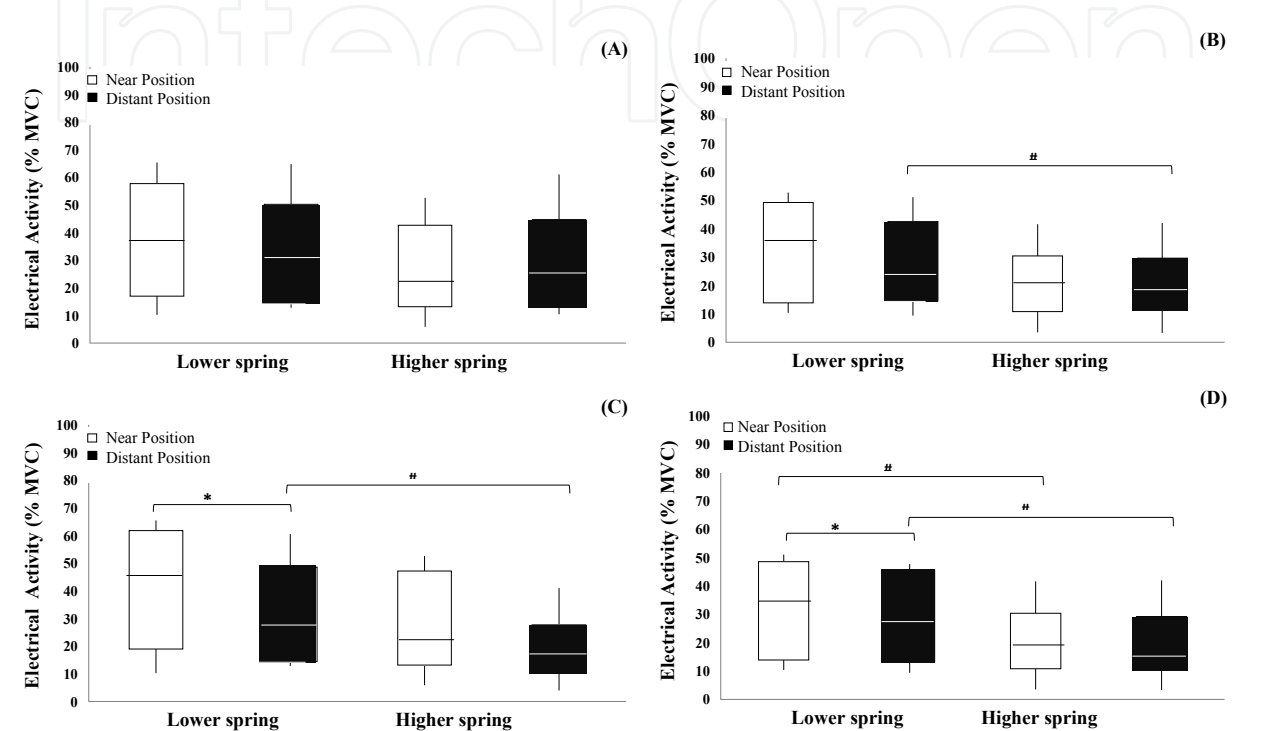 IntechOpen
(A)
100
90
80
70
60
50
40
30
20
10
0
Electrical Activity (% MVC)
Near Position
Distant Position
Lower spring Higher spring
(B)
100
90
80
70
60
50
40
30
20
10
0
Electrical Activity (% MVC)
Near Position
Distant Position
#
Lower spring Higher spring
(C)
100
90
80
70
60
50
40
30
20
10
0
Electrical Activity (% MVC)
Near Position
Distant Position
*
#
Lower spring Higher spring
(D)
100
90
80
70
60
50
40
30
20
10
0
Electrical Activity (% MVC)
Near Position
Distant Position
#
#
*
Lower spring Higher spring